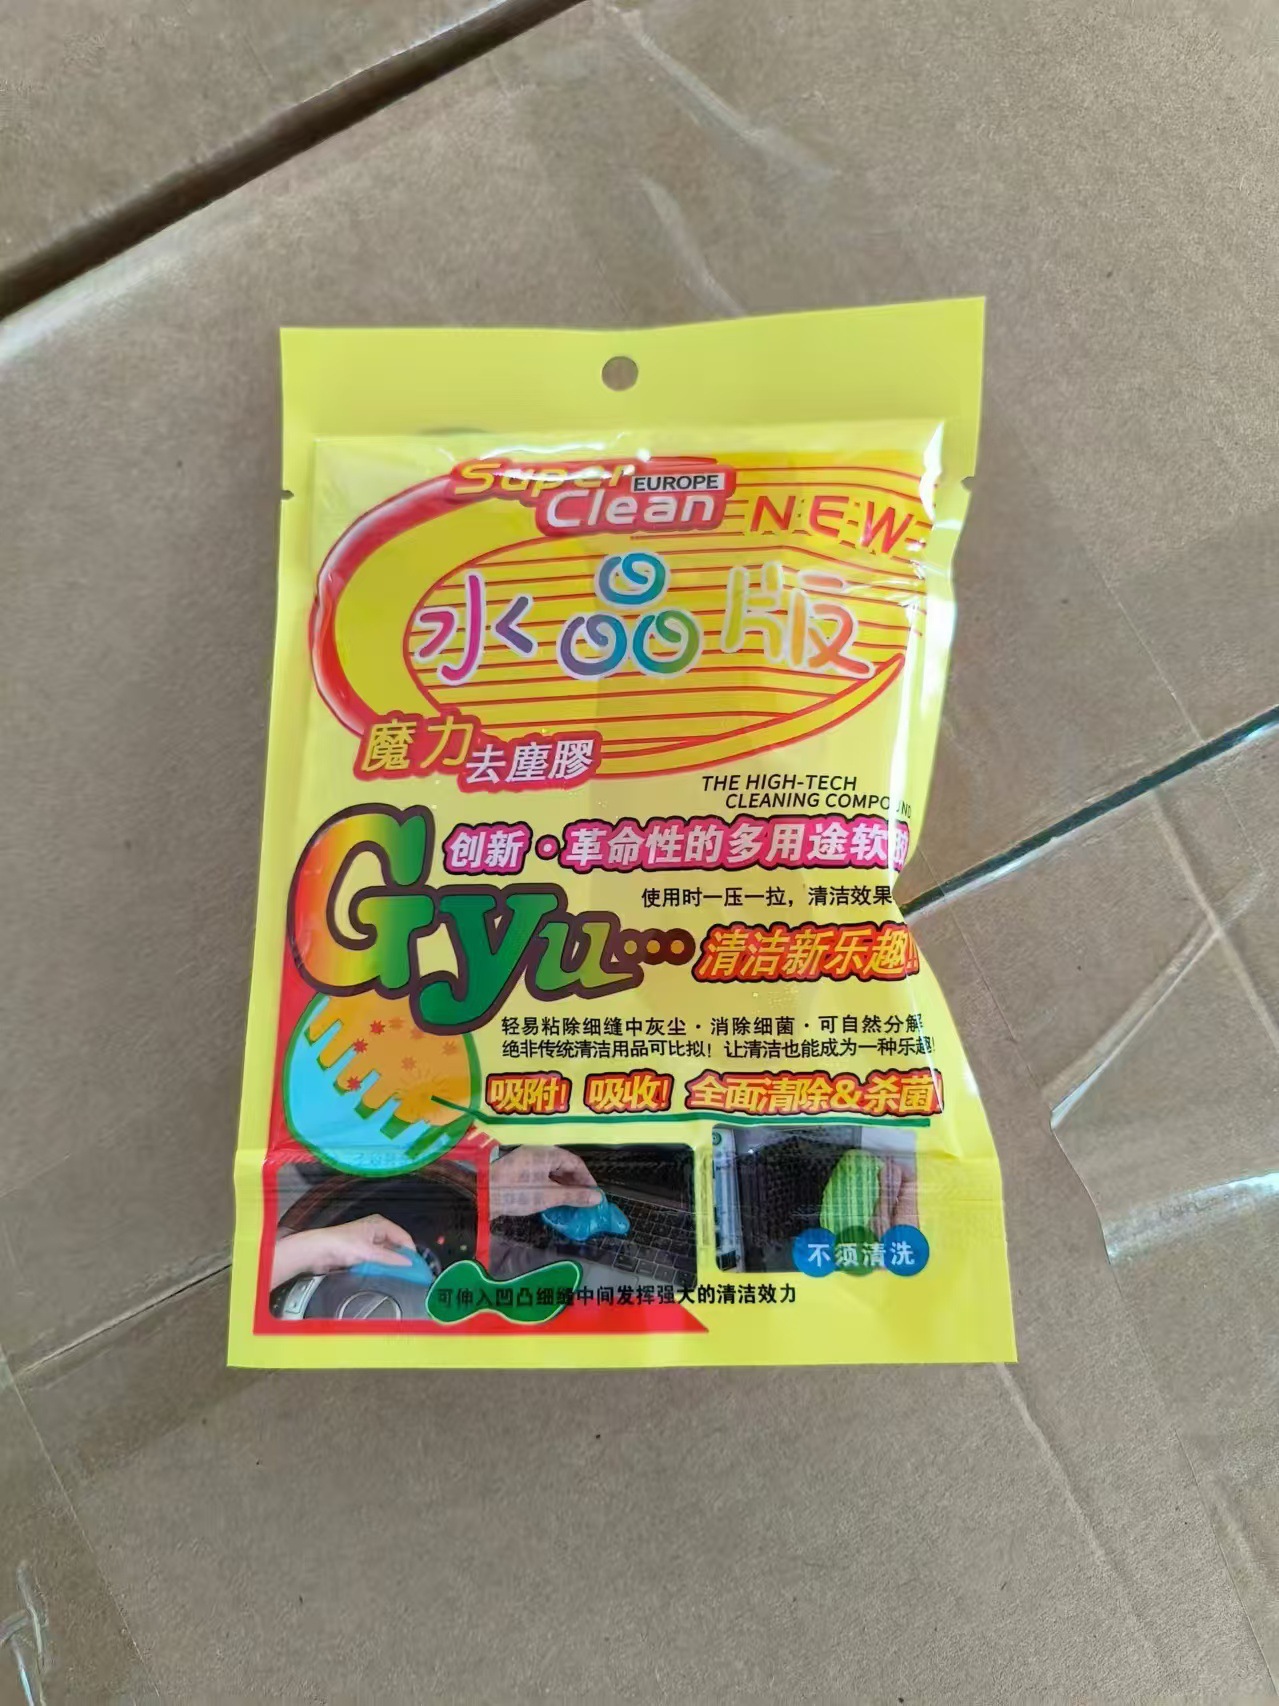 Super
EUROPE
Clean
NEW
水晶版
魔力去塵膠
THE HIGH-TECH
CLEANING COMPOUND
创新·革命性的多用途软胶
使用时一压一拉，清洁效果
Gyu...
清洁新乐趣!!
轻易粘除细缝中灰尘·消除细菌·可自然分解
绝非传统清洁用品可比拟！让清洁也能成为一种乐趣!
吸附！吸收！全面清除&杀菌!
不须清洗
可伸入凹凸细缝中间发挥强大的清洁效力